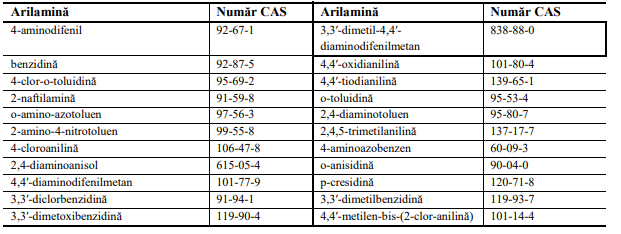 Arilamină Număr CAS Arilamină Număr CAS
4-aminodifenil 92-67-1 3,3′-dimetil-4,4′- 838-88-0
diaminodifenilmetan
benzidină 92-87-5 4,4′-oxidianilină 101-80-4
4-clor-o-toluidină 95-69-2 4,4′-tiodianilină 139-65-1
2-naftilamină 91-59-8 o-toluidină 95-53-4
o-amino-azotoluen 97-56-3 2,4-diaminotoluen 95-80-7
2-amino-4-nitrotoluen 99-55-8 2,4,5-trimetilanilină 137-17-7
4-cloroanilină 106-47-8 4-aminoazobenzen 60-09-3
2,4-diaminoanisol 615-05-4 o-anisidină 90-04-0
4,4′-diaminodifenilmetan 101-77-9 p-cresidină 120-71-8
3,3′-diclorbenzidină 91-94-1 3,3′-dimetilbenzidină 119-93-7
3,3′-dimetoxibenzidină 119-90-4 4,4′-metilen-bis-(2-clor-anilină) 101-14-4